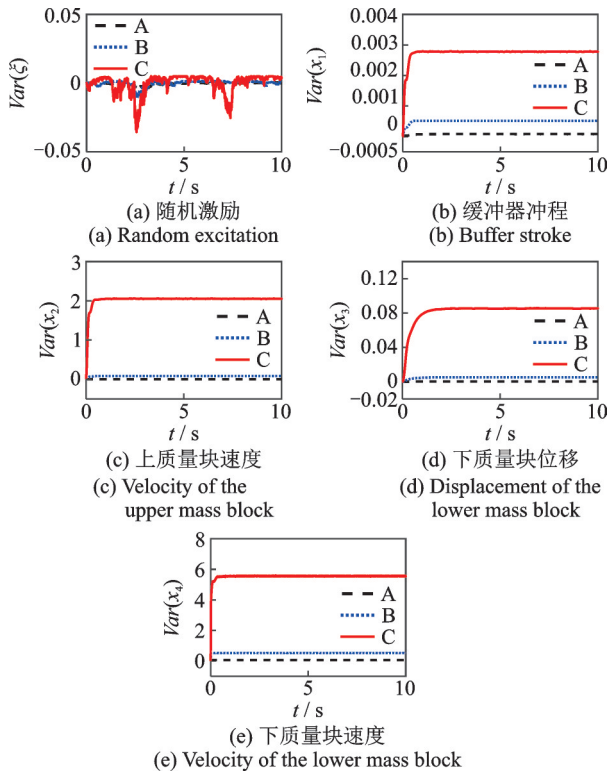 0.05
0
−0.05
Var(ξ)
A
B
C
0
5
10
t / s
(a) 随机激励
(a) Random excitation
0.003
0.001
0
−0.0005
Var(x₁)
A
B
C
0
5
10
t / s
(b) 缓冲器冲程
(b) Buffer stroke
3
2
1
0
Var(x₂)
A
B
C
0
5
10
t / s
(c) 上质量块速度
(c) Velocity of the
upper mass block
0.12
0.08
0.04
0
−0.02
Var(x₃)
A
B
C
0
5
10
t / s
(d) 下质量块位移
(d) Displacement of the
lower mass block
8
6
4
2
0
Var(x₄)
A
B
C
0
5
10
t / s
(e) 下质量块速度
(e) Velocity of the lower mass block